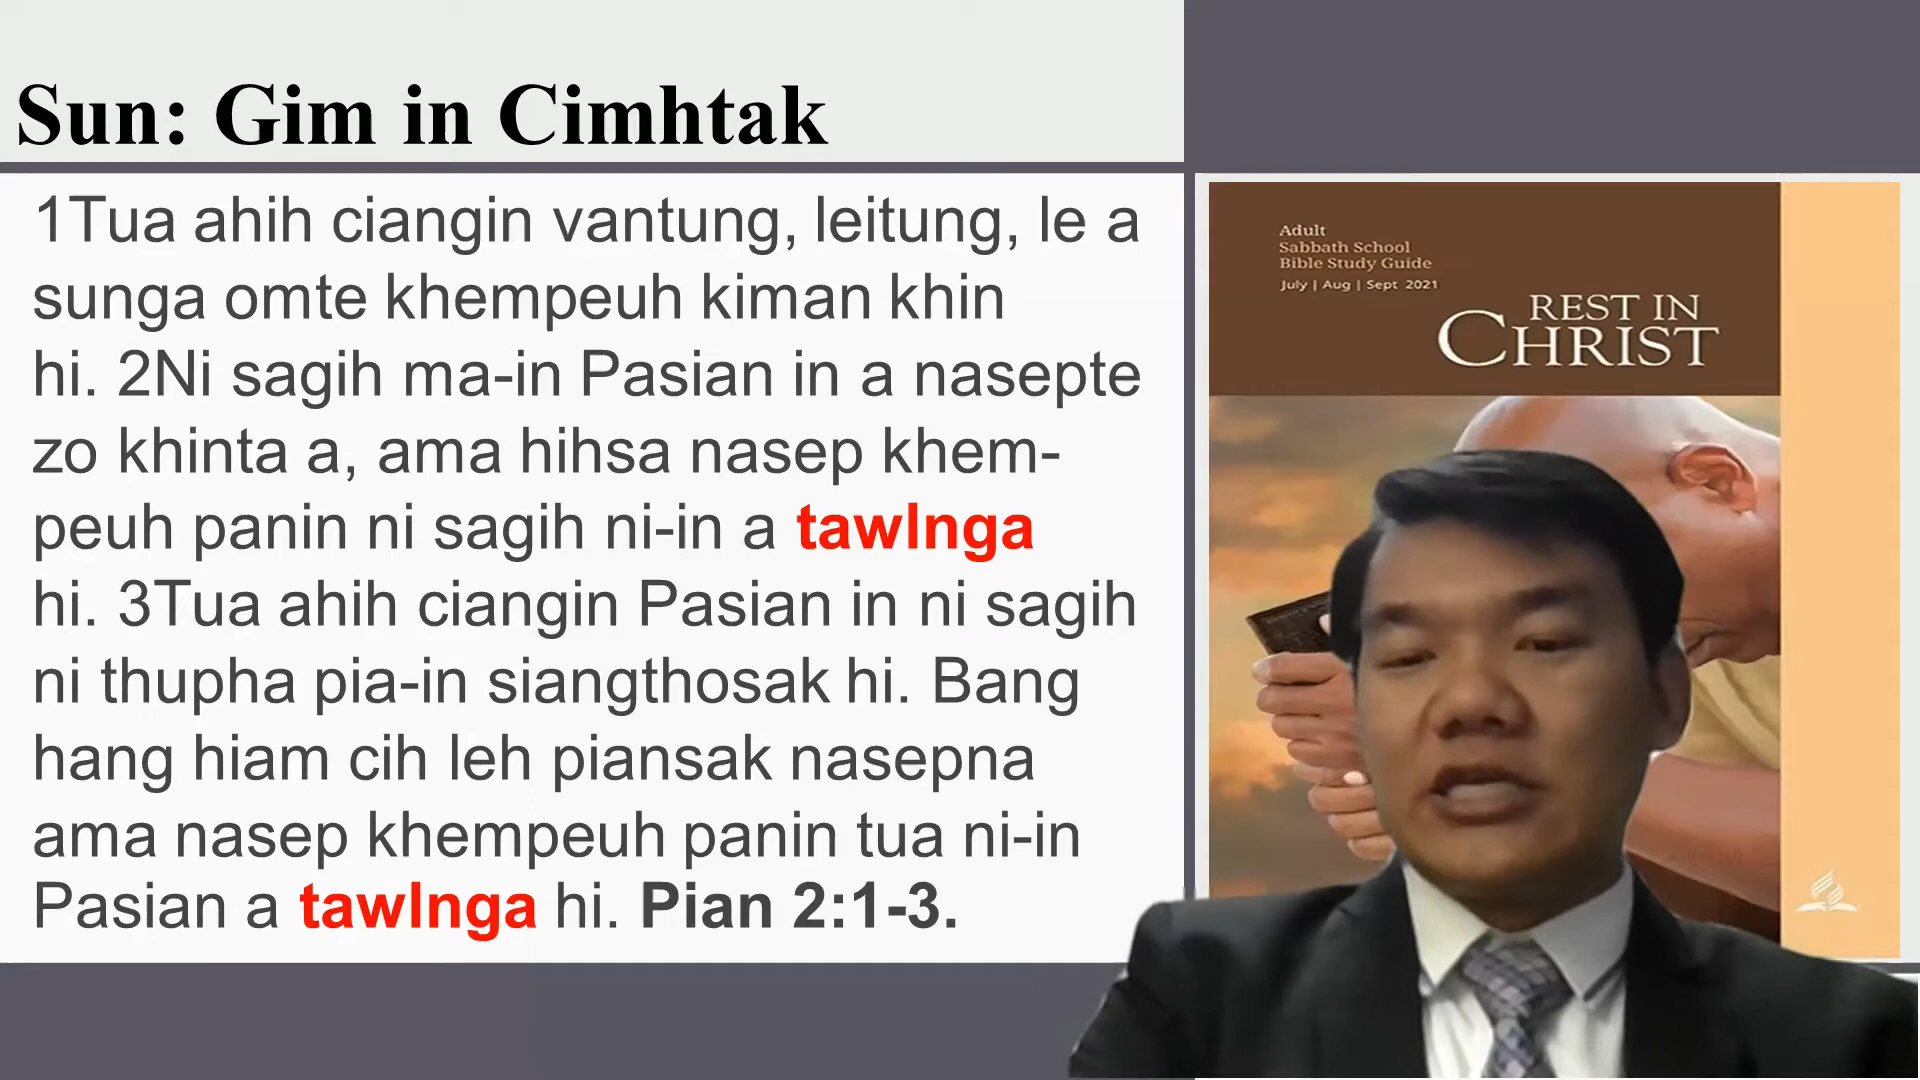 Sun: Gim in Cimhtak
1Tua ahih ciangin vantung, leitung, le a
sunga omte khempeuh kiman khin
hi. 2Ni sagih ma-in Pasian in a nasepte
zo khinta a, ama hihsa nasep khem-
peuh panin ni sagih ni-in a tawlnga
hi. 3Tua ahih ciangin Pasian in ni sagih
ni thupha pia-in siangthosak hi. Bang
hang hiam cih leh piansak nasepna
ama nasep khempeuh panin tua ni-in
Pasian a tawlnga hi. Pian 2:1-3.
Adult
Sabbath School
Bible Study Guide
July | Aug | Sept 2021
REST IN
CHRIST